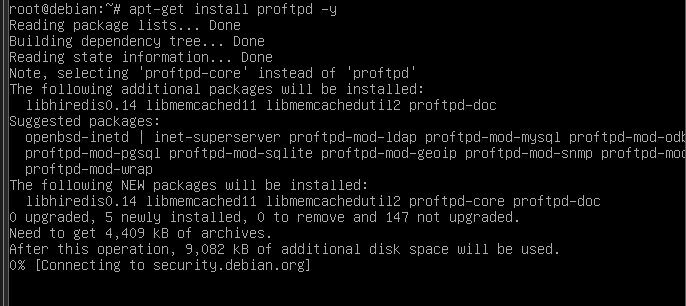 root@debian:~# apt-get install proftpd -y
Reading package lists... Done
Building dependency tree... Done
Reading state information... Done
Note, selecting 'proftpd-core' instead of 'proftpd'
The following additional packages will be installed:
  libhiredis0.14 libmemcached11 libmemcachedutil2 proftpd-doc
Suggested packages:
  openbsd-inetd | inet-superserver proftpd-mod-ldap proftpd-mod-mysql proftpd-mod-odb
  proftpd-mod-pgsql proftpd-mod-sqlite proftpd-mod-geoip proftpd-mod-snmp proftpd-mod
  proftpd-mod-wrap
The following NEW packages will be installed:
  libhiredis0.14 libmemcached11 libmemcachedutil2 proftpd-core proftpd-doc
0 upgraded, 5 newly installed, 0 to remove and 147 not upgraded.
Need to get 4,409 kB of archives.
After this operation, 9,082 kB of additional disk space will be used.
0% [Connecting to security.debian.org]